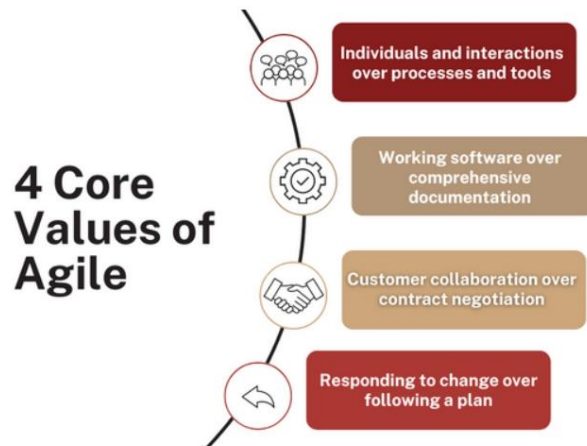 4 Core
Values of
Agile
Individuals and interactions
over processes and tools
Working software over
comprehensive
documentation
Customer collaboration over
contract negotiation
Responding to change over
following a plan